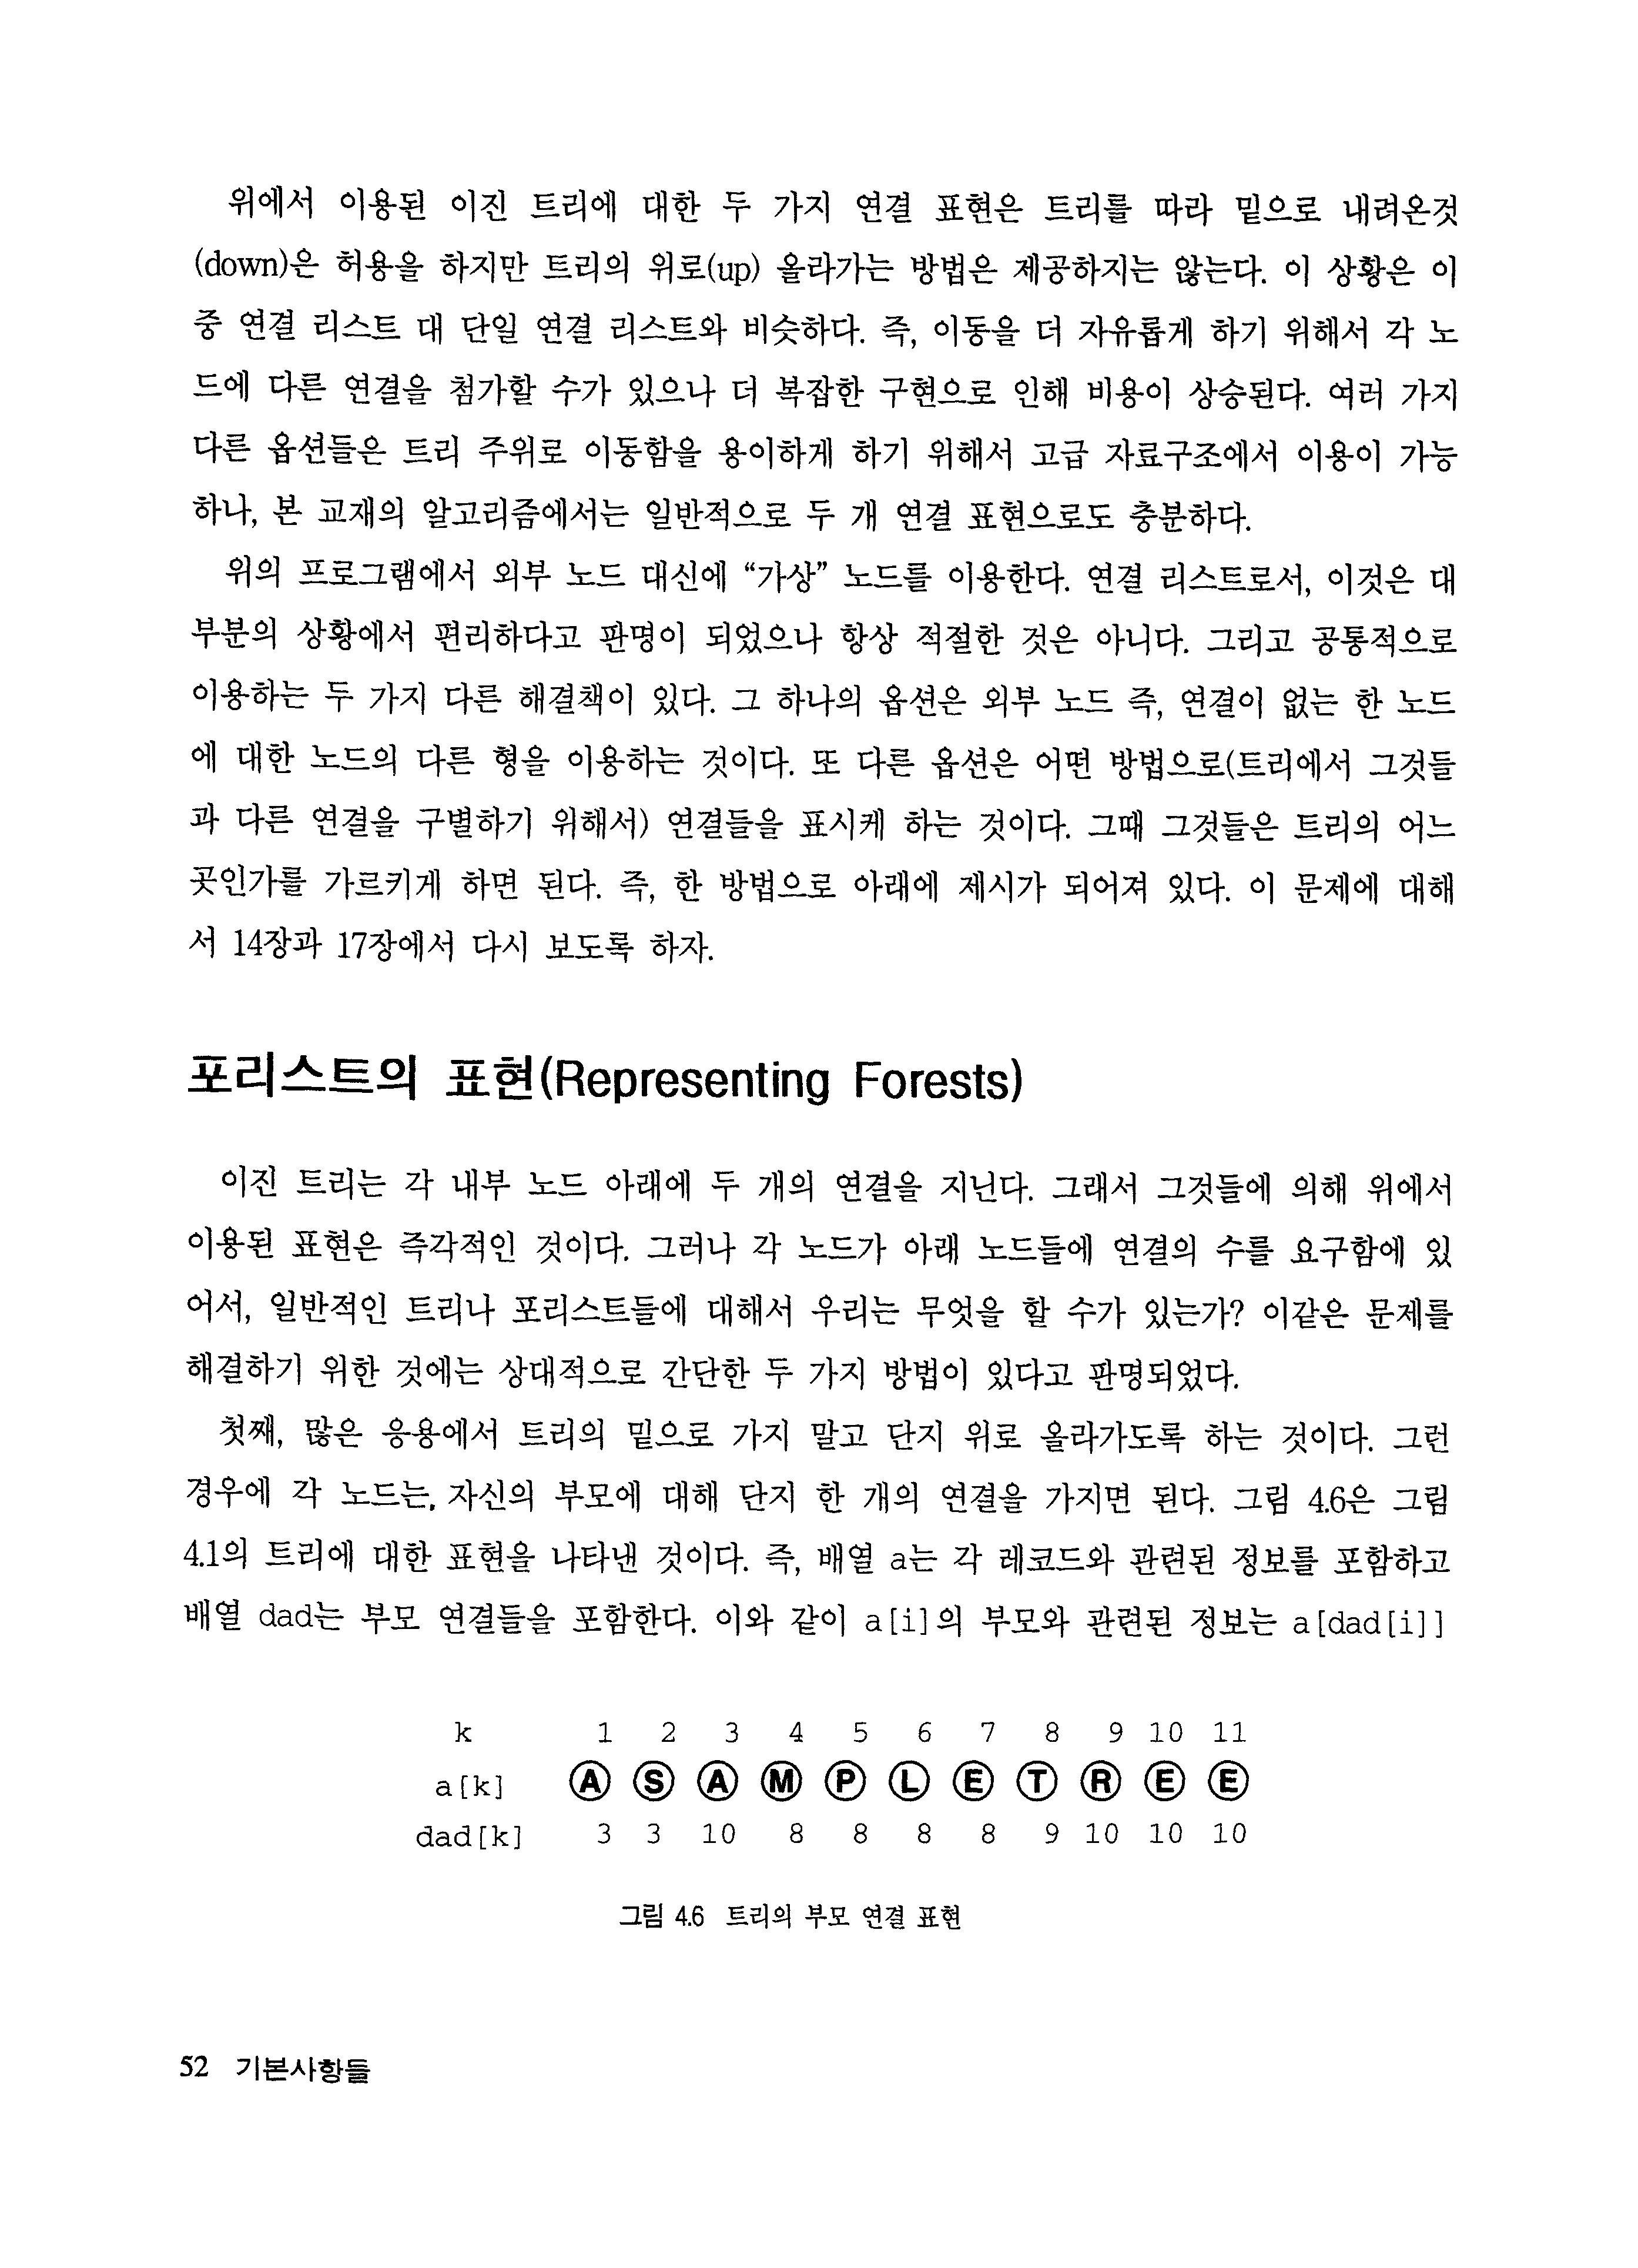 위에서 이용된 이진 트리에 대한 두 가지 연결 표현은 트리를 따라 밑으로 내려온것
(down)은 허용을 하지만 트리의 위로(up) 올라가는 방법은 제공하지는 않는다. 이 상황은 이
중 연결 리스트 대 단일 연결 리스트와 비슷하다. 즉, 이동을 더 자유롭게 하기 위해서 각 노
드에 다른 연결을 첨가할 수가 있으나 더 복잡한 구현으로 인해 비용이 상승된다. 여러 가지
다른 옵션들은 트리 주위로 이동함을 용이하게 하기 위해서 고급 자료구조에서 이용이 가능
하나, 본 교재의 알고리즘에서는 일반적으로 두 개 연결 표현으로도 충분하다.
위의 프로그램에서 외부 노드 대신에 “가상” 노드를 이용한다. 연결 리스트로서, 이것은 대
부분의 상황에서 편리하다고 판명이 되었으나 항상 적절한 것은 아니다. 그리고 공통적으로
이용하는 두 가지 다른 해결책이 있다. 그 하나의 옵션은 외부 노드 즉, 연결이 없는 한 노드
에 대한 노드의 다른 형을 이용하는 것이다. 또 다른 옵션은 어떤 방법으로(트리에서 그것들
과 다른 연결을 구별하기 위해서) 연결들을 표시케 하는 것이다. 그때 그것들은 트리의 어느
곳인가를 가르키게 하면 된다. 즉, 한 방법으로 아래에 제시가 되어져 있다. 이 문제에 대해
서 14장과 17장에서 다시 보도록 하자.
포리스트의 표현(Representing Forests)
이진 트리는 각 내부 노드 아래에 두 개의 연결을 지닌다. 그래서 그것들에 의해 위에서
이용된 표현은 즉각적인 것이다. 그러나 각 노드가 아래 노드들에 연결의 수를 요구함에 있
어서, 일반적인 트리나 포리스트들에 대해서 우리는 무엇을 할 수가 있는가? 이같은 문제를
해결하기 위한 것에는 상대적으로 간단한 두 가지 방법이 있다고 판명되었다.
첫째, 많은 응용에서 트리의 밑으로 가지 말고 단지 위로 올라가도록 하는 것이다. 그런
경우에 각 노드는, 자신의 부모에 대해 단지 한 개의 연결을 가지면 된다. 그림 4.6은 그림
4.1의 트리에 대한 표현을 나타낸 것이다. 즉, 배열 a는 각 레코드와 관련된 정보를 포함하고
배열 dad는 부모 연결들을 포함한다. 이와 같이 a[i]의 부모와 관련된 정보는 a[dad[i]]
k 1 2 3 4 5 6 7 8 9 10 11
a[k] A S A M P L E T R E E
dad[k] 3 3 10 8 8 8 8 9 10 10 10
그림 4.6 트리의 부모 연결 표현
52 기본사항들